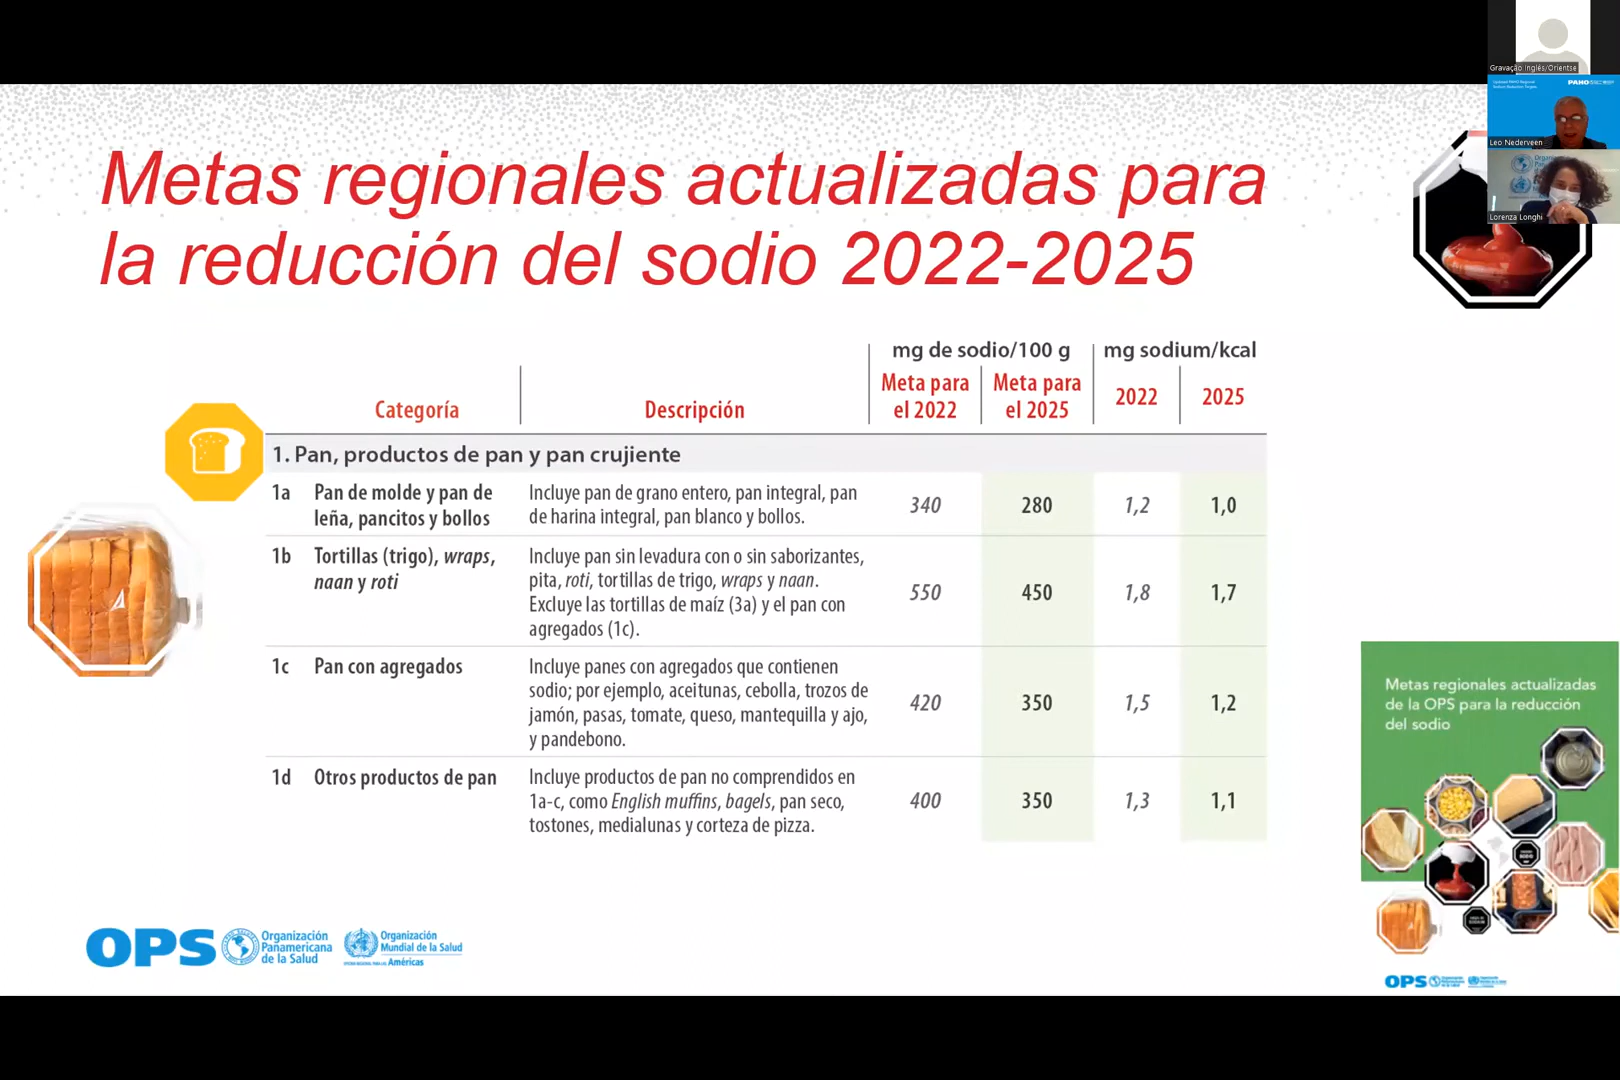 Gravação Inglés/Orientse
PAHO
Leo Nederveen
Lorenza Longhi
Metas regionales actualizadas para
la reducción del sodio 2022-2025
mg de sodio/100 g
mg sodium/kcal
Categoría
Descripción
Meta para
el 2022
Meta para
el 2025
2022
2025
1. Pan, productos de pan y pan crujiente
1a
Pan de molde y pan de
leña, pancitos y bollos
Incluye pan de grano entero, pan integral, pan
de harina integral, pan blanco y bollos.
340
280
1,2
1,0
1b
Tortillas (trigo), wraps,
naan y roti
Incluye pan sin levadura con o sin saborizantes,
pita, roti, tortillas de trigo, wraps y naan.
Excluye las tortillas de maíz (3a) y el pan con
agregados (1c).
550
450
1,8
1,7
1c
Pan con agregados
Incluye panes con agregados que contienen
sodio; por ejemplo, aceitunas, cebolla, trozos de
jamón, pasas, tomate, queso, mantequilla y ajo,
y pandebono.
420
350
1,5
1,2
1d
Otros productos de pan
Incluye productos de pan no comprendidos en
1a-c, como English muffins, bagels, pan seco,
tostones, medialunas y corteza de pizza.
400
350
1,3
1,1
Metas regionales actualizadas
de la OPS para la reducción
del sodio
OPS
Organización
Panamericana
de la Salud
Organización
Mundial de la Salud
Américas
OPS